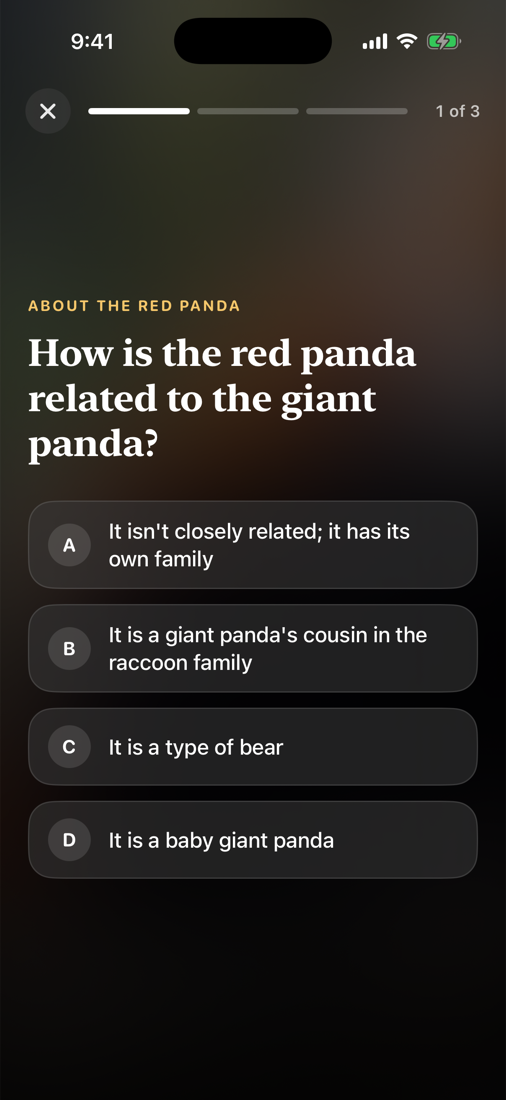 9:41
1 of 3
ABOUT THE RED PANDA
How is the red panda
related to the giant
panda?
A
It isn't closely related; it has its
own family
B
It is a giant panda's cousin in the
raccoon family
C
It is a type of bear
D
It is a baby giant panda